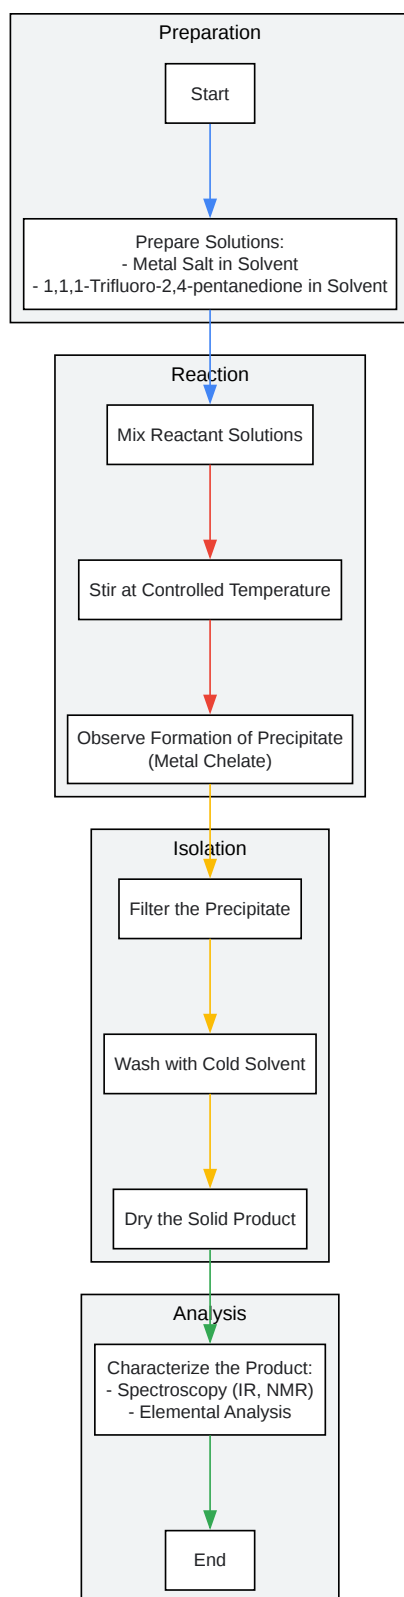 Preparation
Start
Prepare Solutions:
- Metal Salt in Solvent
- 1,1,1-Trifluoro-2,4-pentanedione in Solvent
Reaction
Mix Reactant Solutions
Stir at Controlled Temperature
Observe Formation of Precipitate
(Metal Chelate)
Isolation
Filter the Precipitate
Wash with Cold Solvent
Dry the Solid Product
Analysis
Characterize the Product:
- Spectroscopy (IR, NMR)
- Elemental Analysis
End